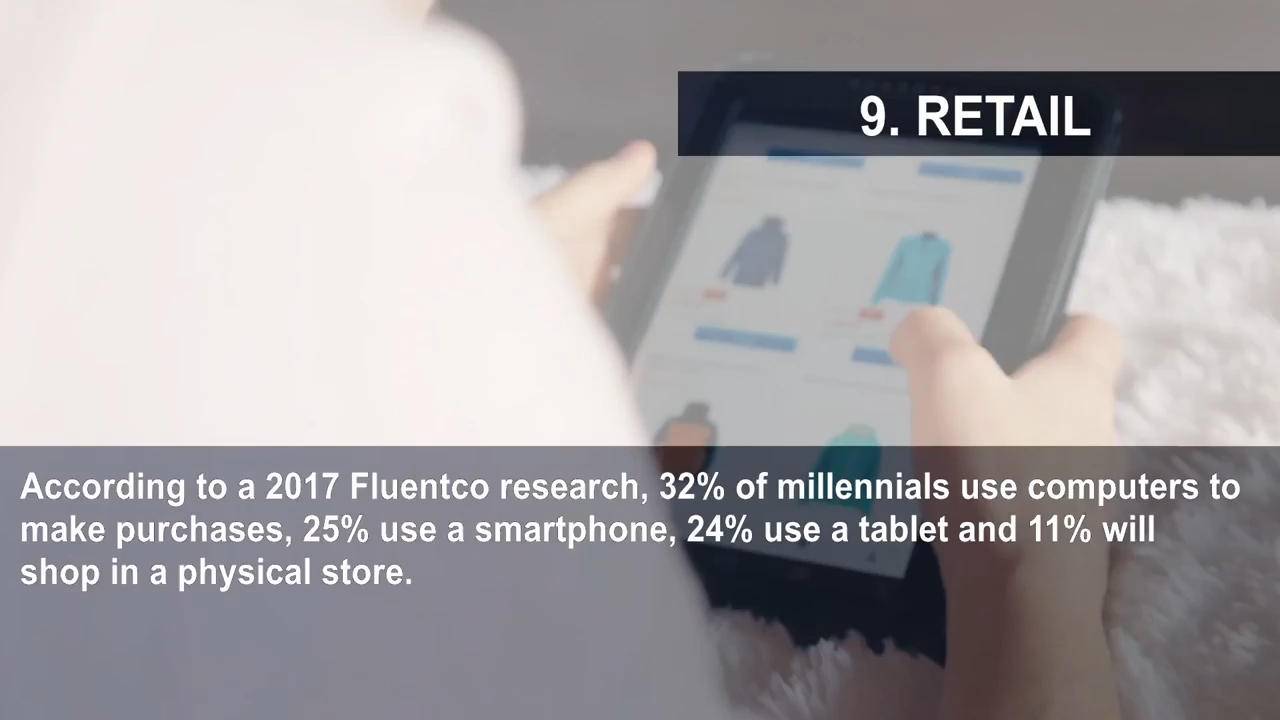 9. RETAIL
According to a 2017 Fluentco research, 32% of millennials use computers to
make purchases, 25% use a smartphone, 24% use a tablet and 11% will
shop in a physical store.